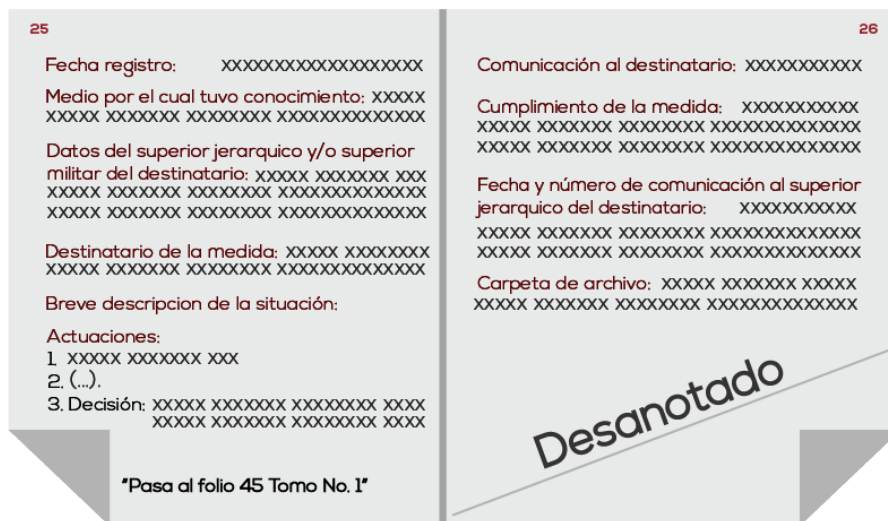 25
Fecha registro: XXXXXXXXXXXXXXXXXXX
Medio por el cual tuvo conocimiento: XXXXX
XXXXX XXXXXXX XXXXXXXX XXXXXXXXXXXXXX
Datos del superior jerarquico y/o superior
militar del destinatario: XXXXX XXXXXXX XXX
XXXXX XXXXXXX XXXXXXXX XXXXXXXXXXXXXX
XXXXX XXXXXXX XXXXXXXX XXXXXXXXXXXXXX
Destinatario de la medida: XXXXX XXXXXXXX
XXXXX XXXXXXX XXXXXXXX XXXXXXXXXXXXXX
Breve descripcion de la situación:
Actuaciones:
1. XXXXX XXXXXXX XXX
2. (...).
3. Decisión: XXXXX XXXXXXX XXXXXXXX XXXX
XXXXX XXXXXXX XXXXXXXX XXXX
"Pasa al folio 45 Tomo No. 1"
26
Comunicación al destinatario: XXXXXXXXXXX
Cumplimiento de la medida: XXXXXXXXXXX
XXXXX XXXXXXX XXXXXXXX XXXXXXXXXXXXXX
XXXXX XXXXXXX XXXXXXXX XXXXXXXXXXXXXX
Fecha y número de comunicación al superior
jerarquico del destinatario: XXXXXXXXXXX
XXXXX XXXXXXX XXXXXXXX XXXXXXXXXXXXXX
XXXXX XXXXXXX XXXXXXXX XXXXXXXXXXXXXX
Carpeta de archivo: XXXXX XXXXXXX XXXXX
XXXXX XXXXXXX XXXXXXXX XXXXXXXXXXXXXX
Desanotado